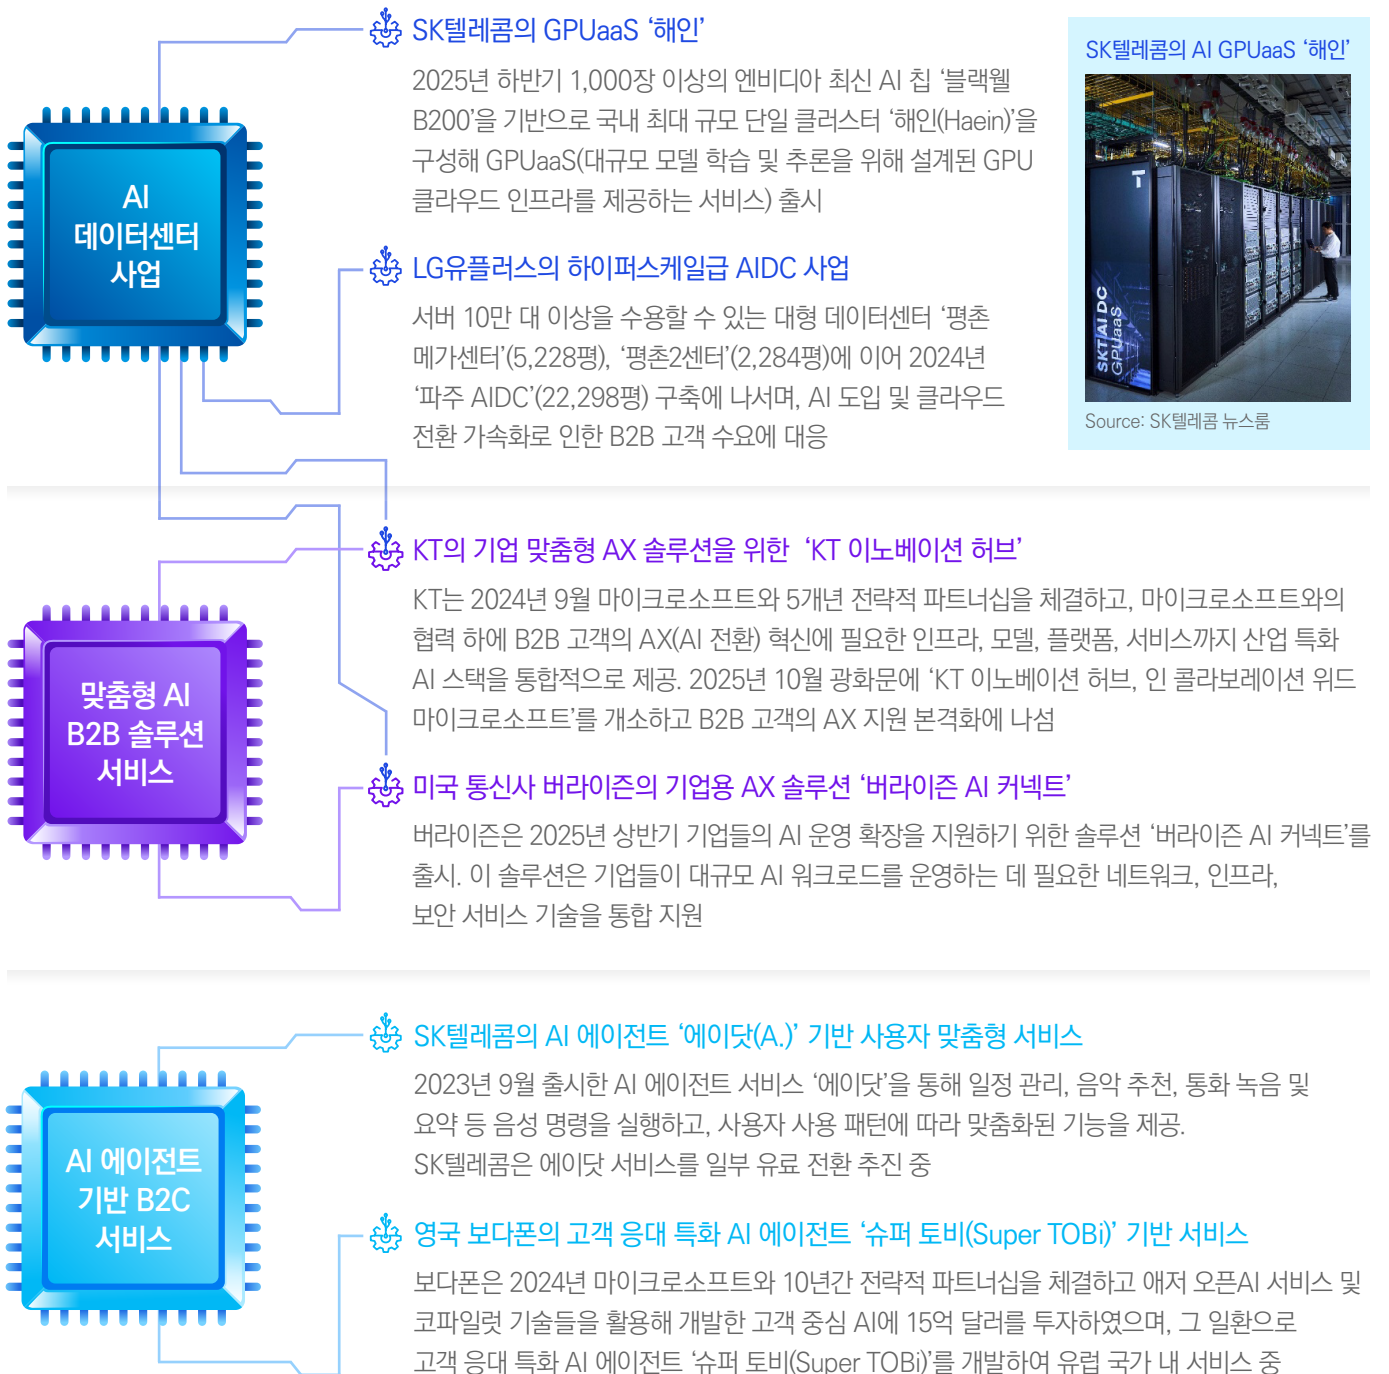 SK텔레콤의 GPUaaS ‘해인’
2025년 하반기 1,000장 이상의 엔비디아 최신 AI 칩 ‘블랙웰
B200’을 기반으로 국내 최대 규모 단일 클러스터 ‘해인(Haein)’을
구성해 GPUaaS(대규모 모델 학습 및 추론을 위해 설계된 GPU
클라우드 인프라를 제공하는 서비스) 출시
SK텔레콤의 AI GPUaaS ‘해인’
SKT AI DC
GPUaaS
Source: SK텔레콤 뉴스룸
AI
데이터센터
사업
LG유플러스의 하이퍼스케일급 AIDC 사업
서버 10만 대 이상을 수용할 수 있는 대형 데이터센터 ‘평촌
메가센터’(5,228평), ‘평촌2센터’(2,284평)에 이어 2024년
‘파주 AIDC’(22,298평) 구축에 나서며, AI 도입 및 클라우드
전환 가속화로 인한 B2B 고객 수요에 대응
KT의 기업 맞춤형 AX 솔루션을 위한 ‘KT 이노베이션 허브’
KT는 2024년 9월 마이크로소프트와 5개년 전략적 파트너십을 체결하고, 마이크로소프트와의
협력 하에 B2B 고객의 AX(AI 전환) 혁신에 필요한 인프라, 모델, 플랫폼, 서비스까지 산업 특화
AI 스택을 통합적으로 제공. 2025년 10월 광화문에 ‘KT 이노베이션 허브, 인 콜라보레이션 위드
마이크로소프트’를 개소하고 B2B 고객의 AX 지원 본격화에 나섬
맞춤형 AI
B2B 솔루션
서비스
미국 통신사 버라이즌의 기업용 AX 솔루션 ‘버라이즌 AI 커넥트’
버라이즌은 2025년 상반기 기업들의 AI 운영 확장을 지원하기 위한 솔루션 ‘버라이즌 AI 커넥트’를
출시. 이 솔루션은 기업들이 대규모 AI 워크로드를 운영하는 데 필요한 네트워크, 인프라,
보안 서비스 기술을 통합 지원
SK텔레콤의 AI 에이전트 ‘에이닷(A.)’ 기반 사용자 맞춤형 서비스
2023년 9월 출시한 AI 에이전트 서비스 ‘에이닷’을 통해 일정 관리, 음악 추천, 통화 녹음 및
요약 등 음성 명령을 실행하고, 사용자 사용 패턴에 따라 맞춤화된 기능을 제공.
SK텔레콤은 에이닷 서비스를 일부 유료 전환 추진 중
AI 에이전트
기반 B2C
서비스
영국 보다폰의 고객 응대 특화 AI 에이전트 ‘슈퍼 토비(Super TOBi)’ 기반 서비스
보다폰은 2024년 마이크로소프트와 10년간 전략적 파트너십을 체결하고 애저 오픈AI 서비스 및
코파일럿 기술들을 활용해 개발한 고객 중심 AI에 15억 달러를 투자하였으며, 그 일환으로
고객 응대 특화 AI 에이전트 ‘슈퍼 토비(Super TOBi)’를 개발하여 유럽 국가 내 서비스 중